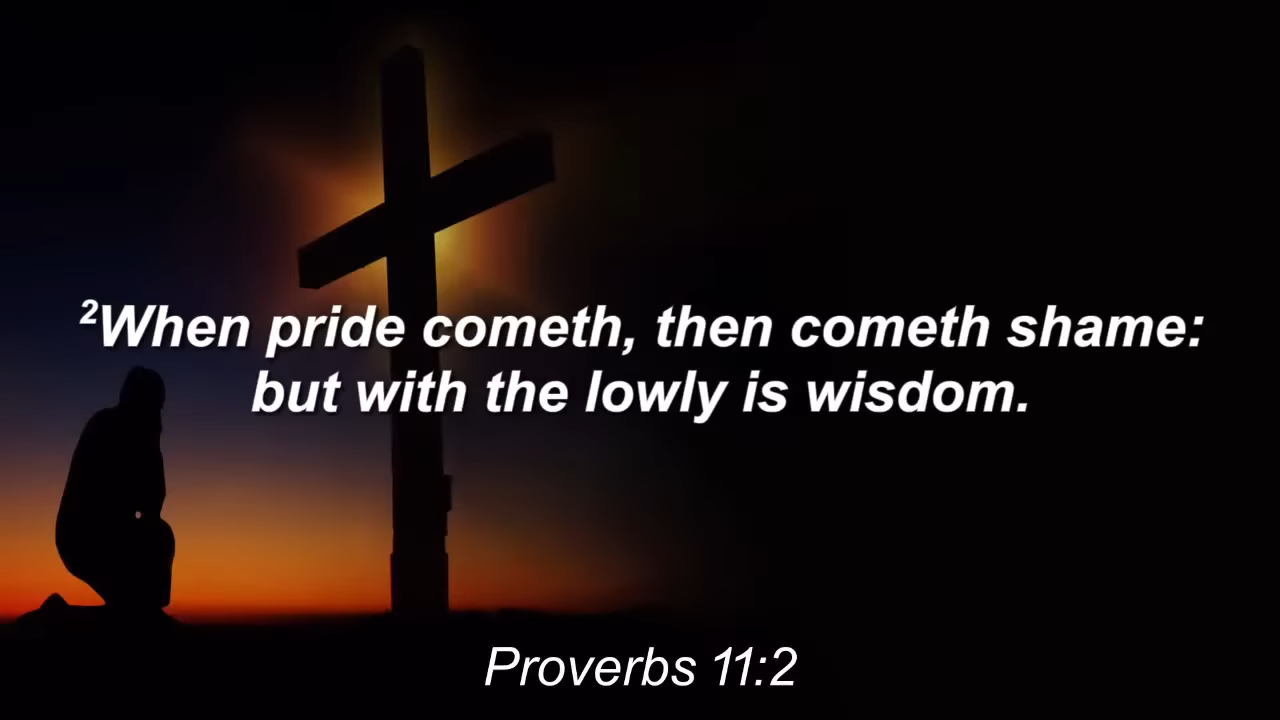 ²When pride cometh, then cometh shame:
but with the lowly is wisdom.
Proverbs 11:2